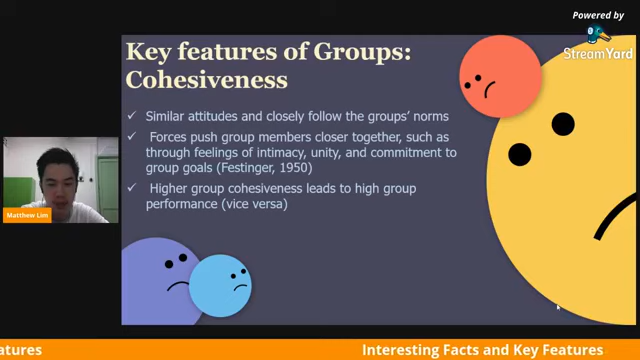 Powered by
StreamYard
Key features of Groups:
Cohesiveness
✓ Similar attitudes and closely follow the groups' norms
✓ Forces push group members closer together, such as
through feelings of intimacy, unity, and commitment to
group goals (Festinger, 1950)
✓ Higher group cohesiveness leads to high group
performance (vice versa)
Matthew Lim
atures
Interesting Facts and Key Features